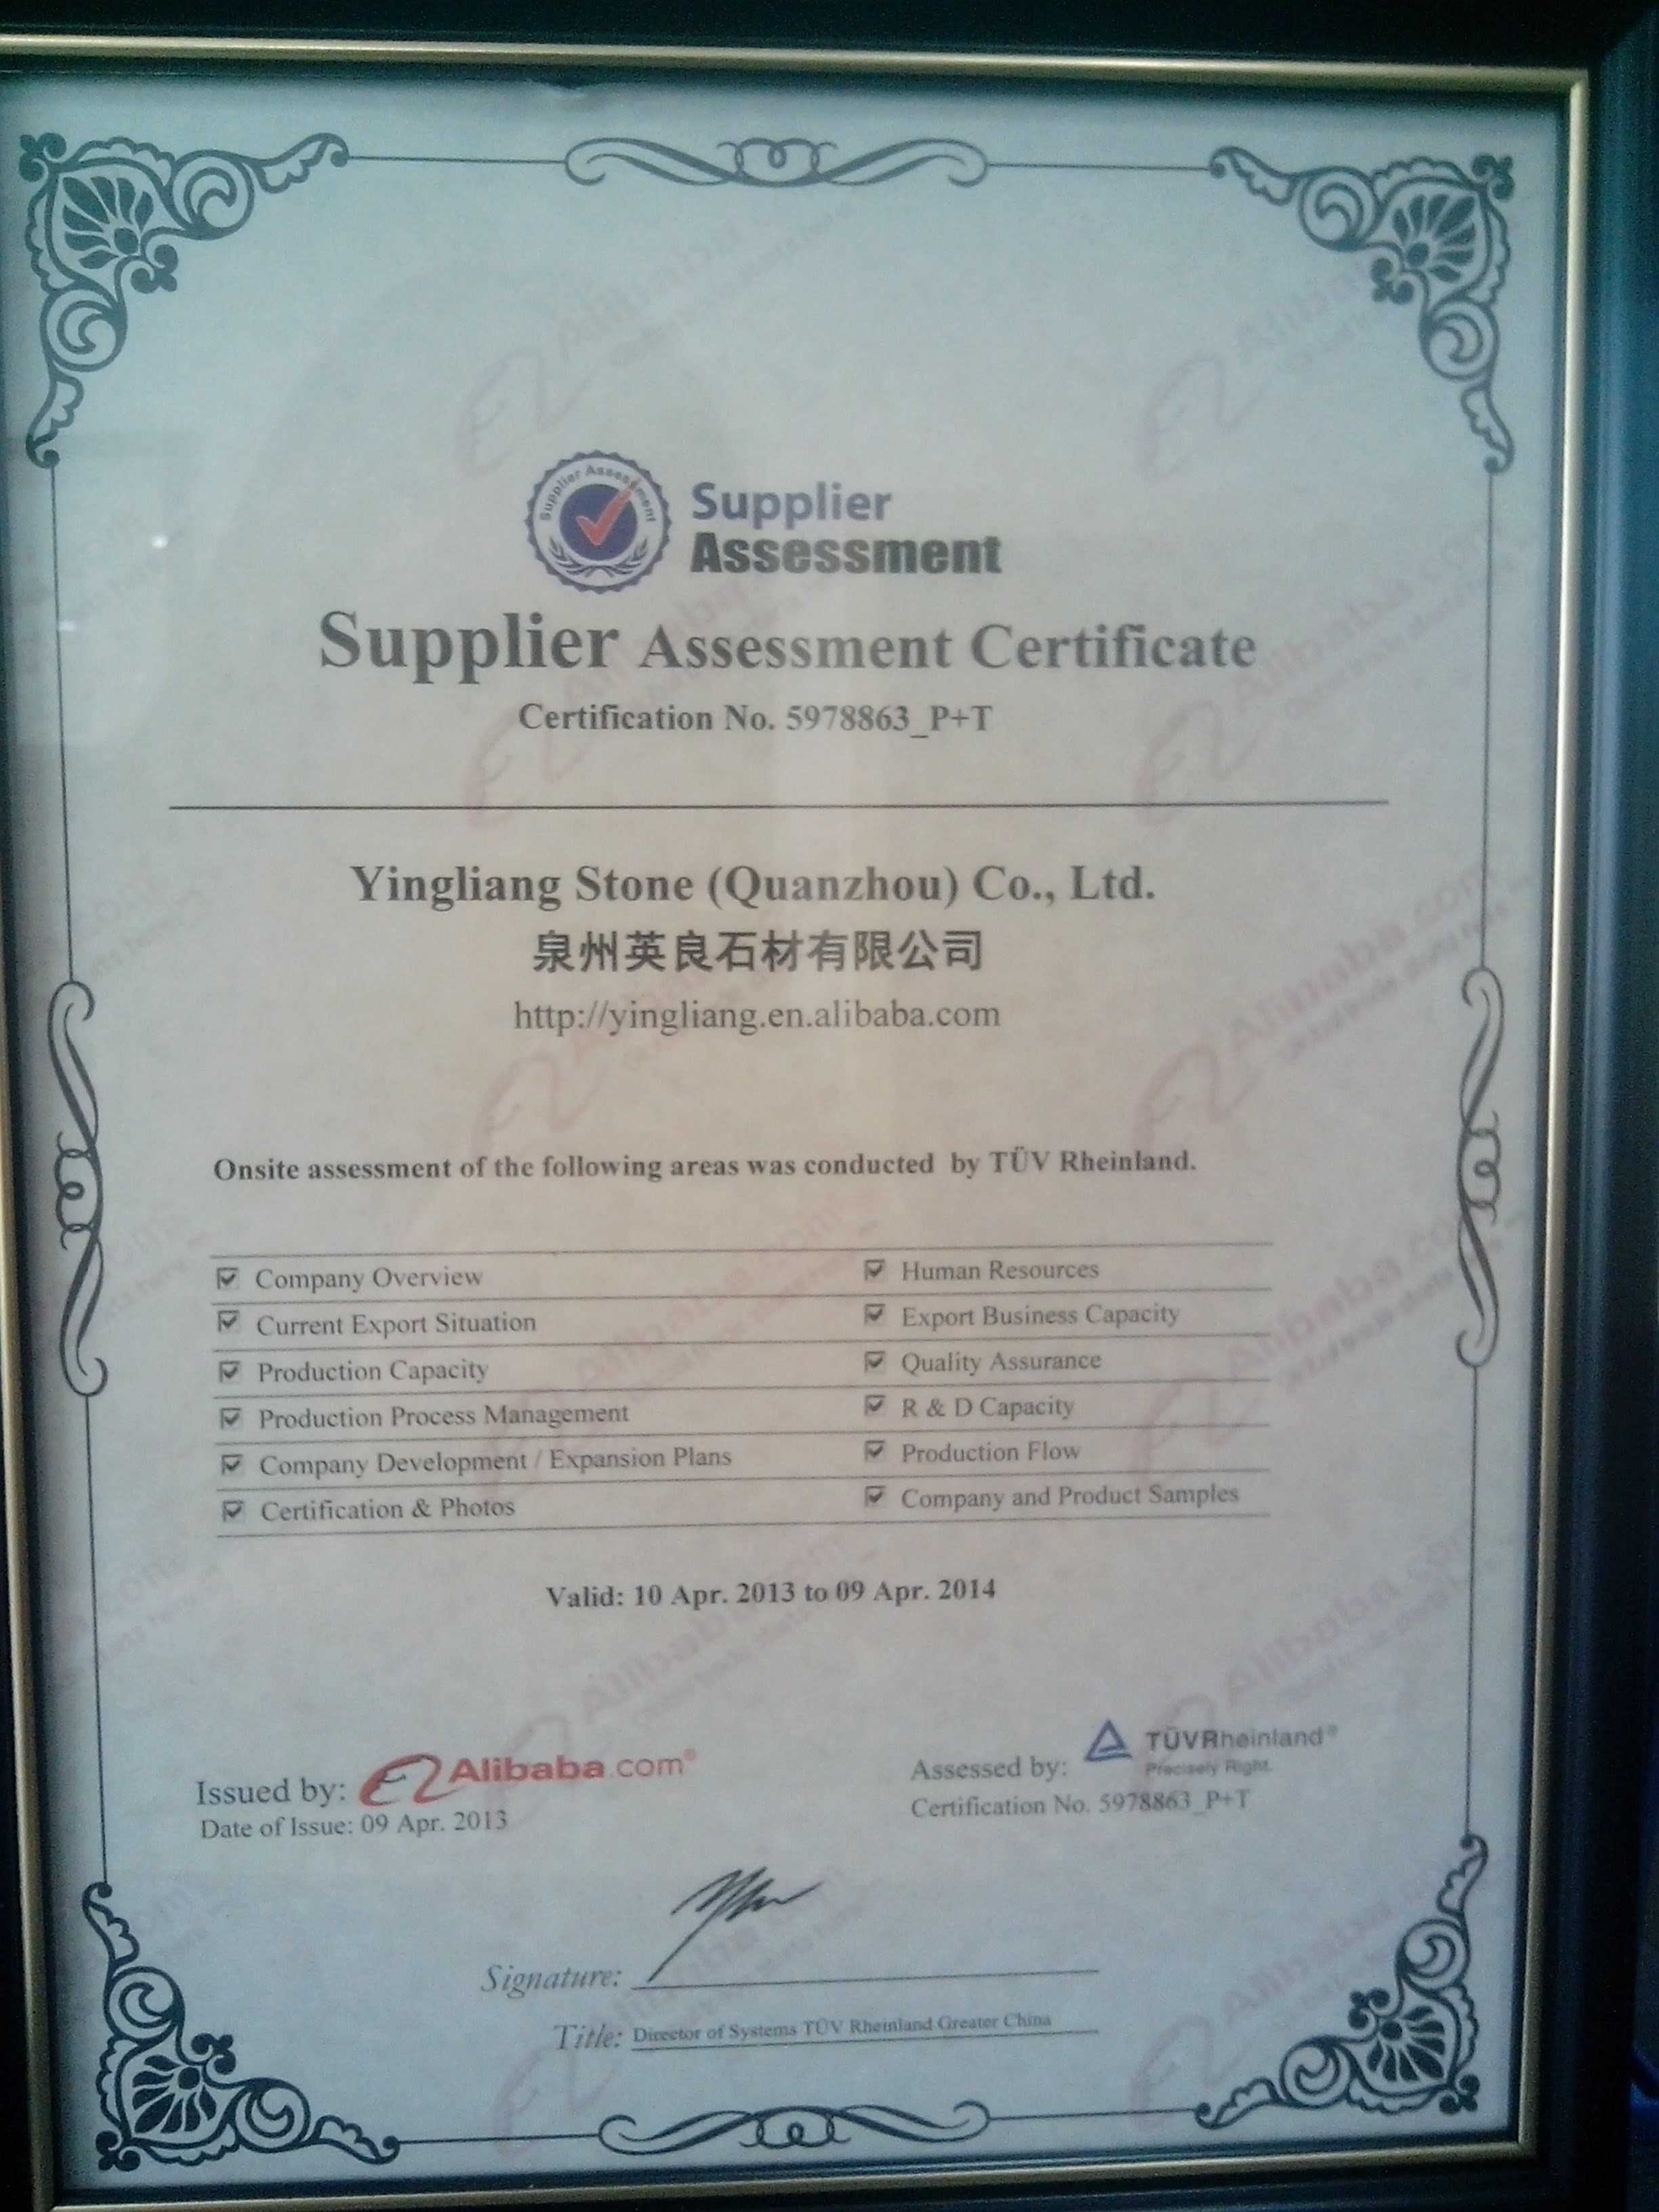 Supplier Assessment
Supplier
Assessment
Supplier Assessment Certificate
Certification No. 5978863_P+T
Yingliang Stone (Quanzhou) Co., Ltd.
泉州英良石材有限公司
http://yingliang.en.alibaba.com
Onsite assessment of the following areas was conducted by TÜV Rheinland.
Company Overview
Human Resources
Current Export Situation
Export Business Capacity
Production Capacity
Quality Assurance
Production Process Management
R & D Capacity
Company Development / Expansion Plans
Production Flow
Certification & Photos
Company and Product Samples
Valid: 10 Apr. 2013 to 09 Apr. 2014
Issued by: Alibaba.com®
Date of Issue: 09 Apr. 2013
Assessed by: TÜVRheinland®
Precisely Right.
Certification No. 5978863_P+T
Signature:
Title: Director of Systems TÜV Rheinland Greater China